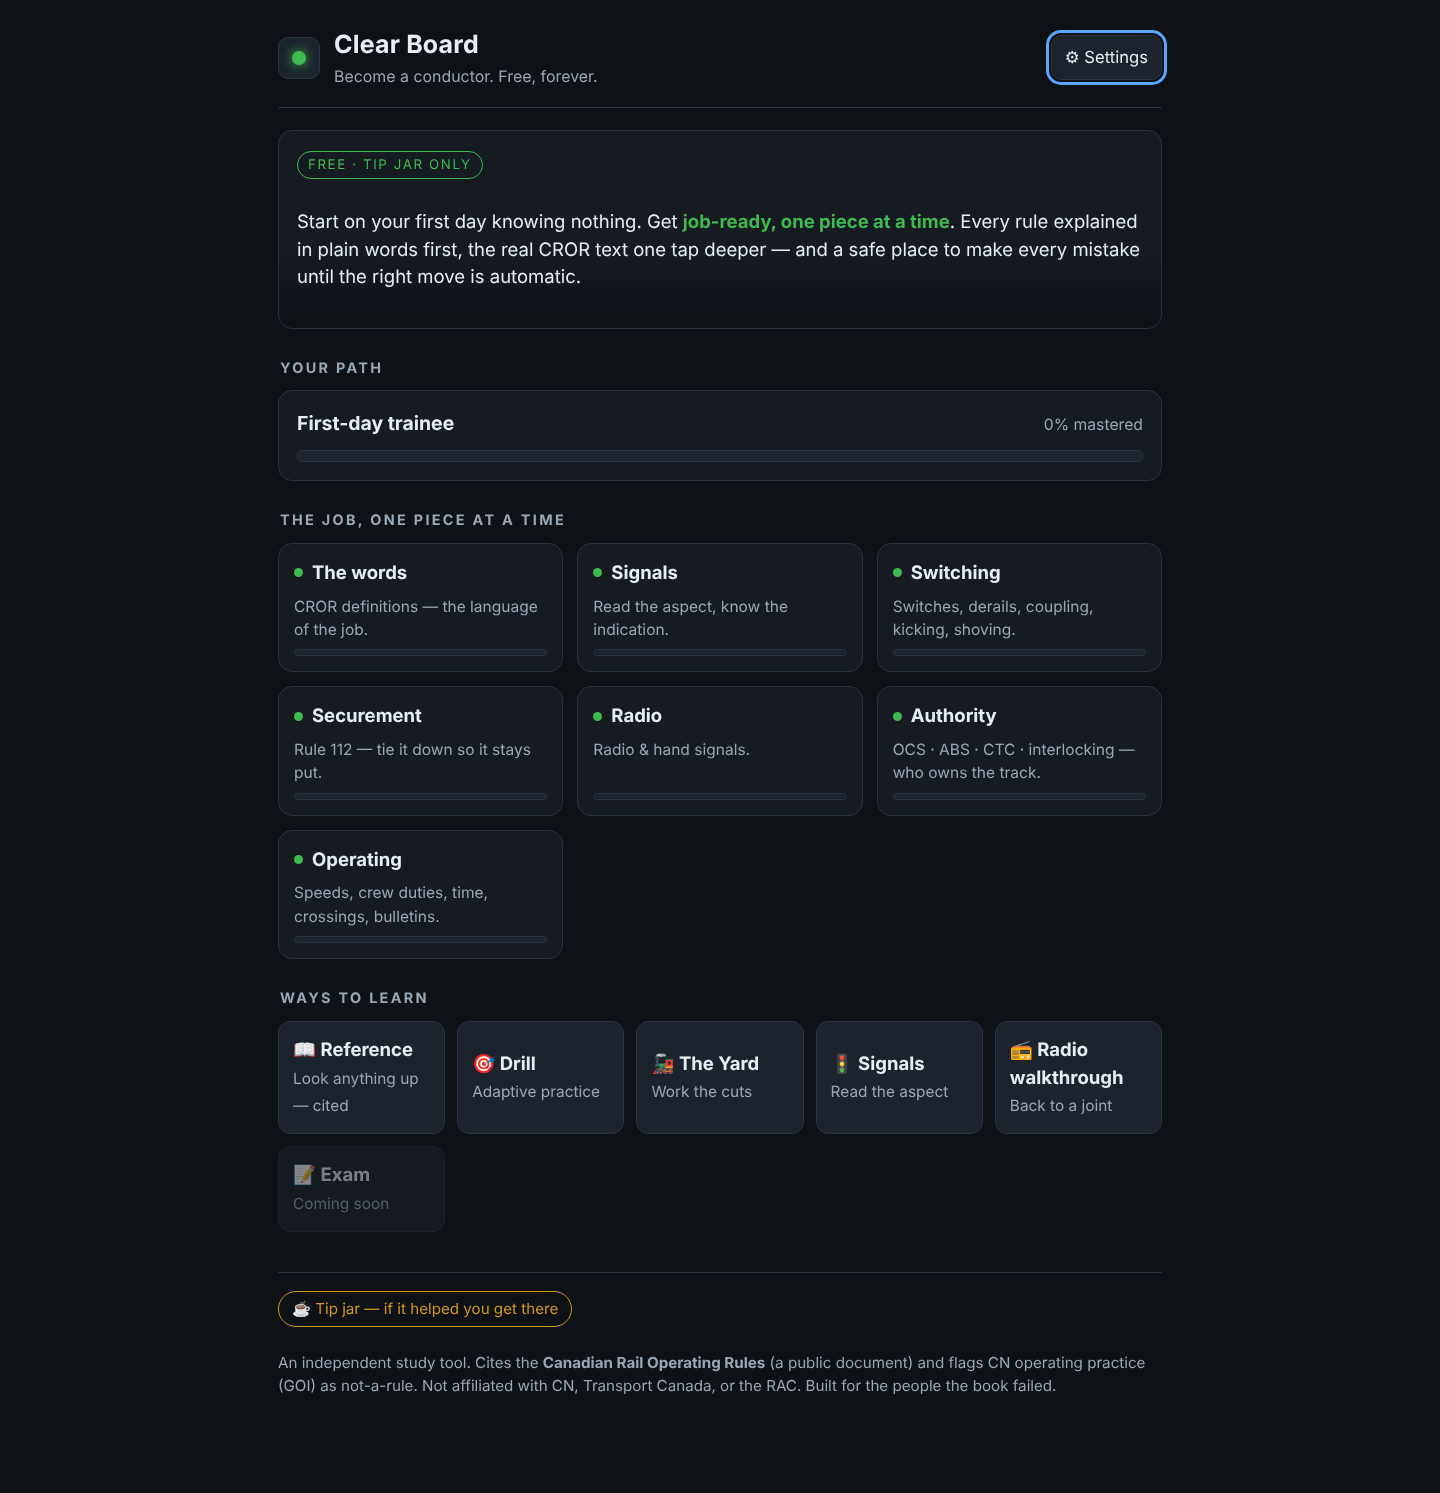 Clear Board
Become a conductor. Free, forever.
⚙ Settings
FREE · TIP JAR ONLY
Start on your first day knowing nothing. Get job-ready, one piece at a time. Every rule explained
in plain words first, the real CROR text one tap deeper — and a safe place to make every mistake
until the right move is automatic.
YOUR PATH
First-day trainee
0% mastered
THE JOB, ONE PIECE AT A TIME
The words
CROR definitions — the language
of the job.
Signals
Read the aspect, know the
indication.
Switching
Switches, derails, coupling,
kicking, shoving.
Securement
Rule 112 — tie it down so it stays
put.
Radio
Radio & hand signals.
Authority
OCS · ABS · CTC · interlocking —
who owns the track.
Operating
Speeds, crew duties, time,
crossings, bulletins.
WAYS TO LEARN
📖 Reference
Look anything up
— cited
🎯 Drill
Adaptive practice
🚂 The Yard
Work the cuts
🚦 Signals
Read the aspect
📻 Radio
walkthrough
Back to a joint
📝 Exam
Coming soon
☕ Tip jar — if it helped you get there
An independent study tool. Cites the Canadian Rail Operating Rules (a public document) and flags CN operating practice
(GOI) as not-a-rule. Not affiliated with CN, Transport Canada, or the RAC. Built for the people the book failed.